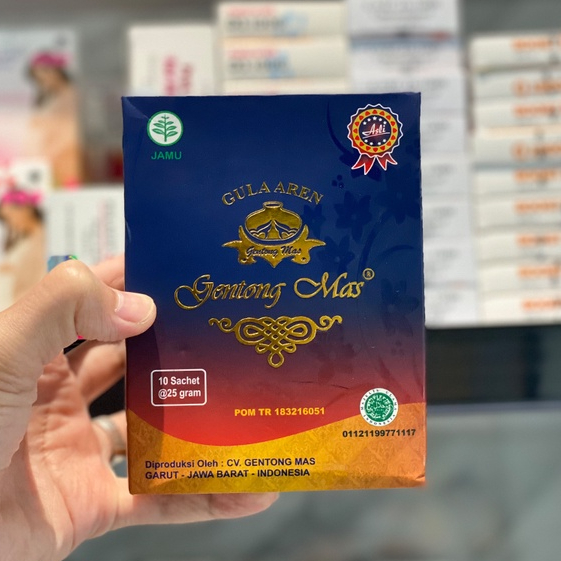 JAMU
Asli
GULA AREN
Gentong Mas
Gentong Mas®
10 Sachet
@25 gram
POM TR 183216051
01121199771117
Diproduksi Oleh : CV. GENTONG MAS
GARUT - JAWA BARAT - INDONESIA